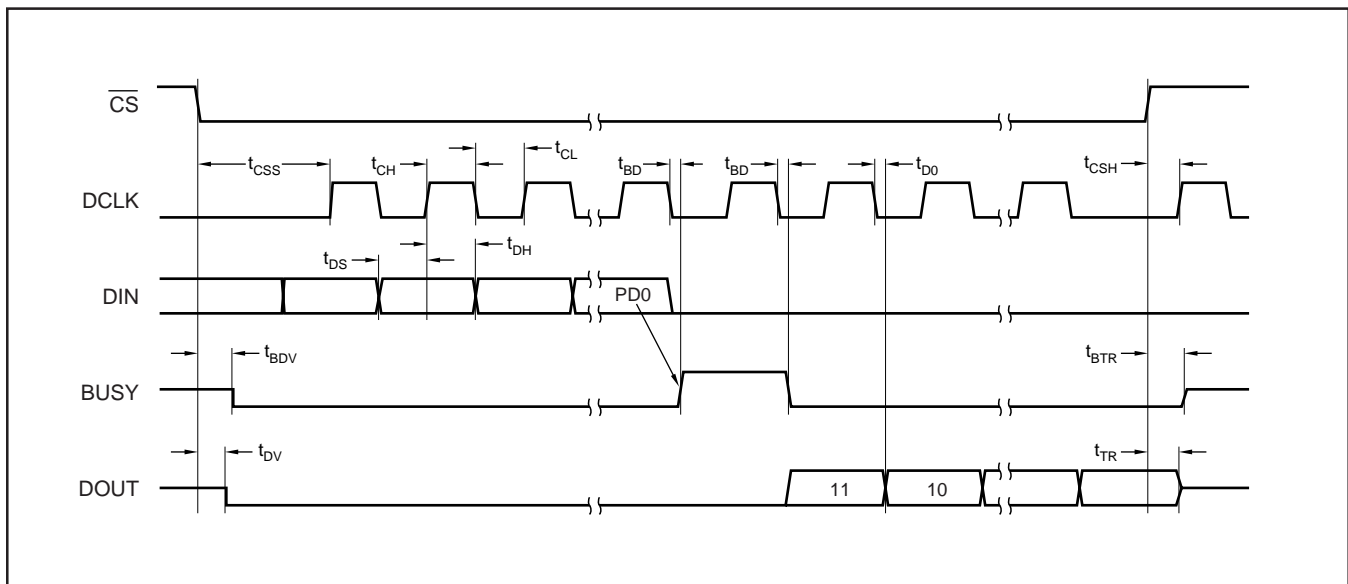 CS
tCSS
tCH
tCL
tBD
tBD
tD0
tCSH
DCLK
tDS
tDH
DIN
PD0
tBDV
tBTR
BUSY
tDV
tTR
DOUT
11
10